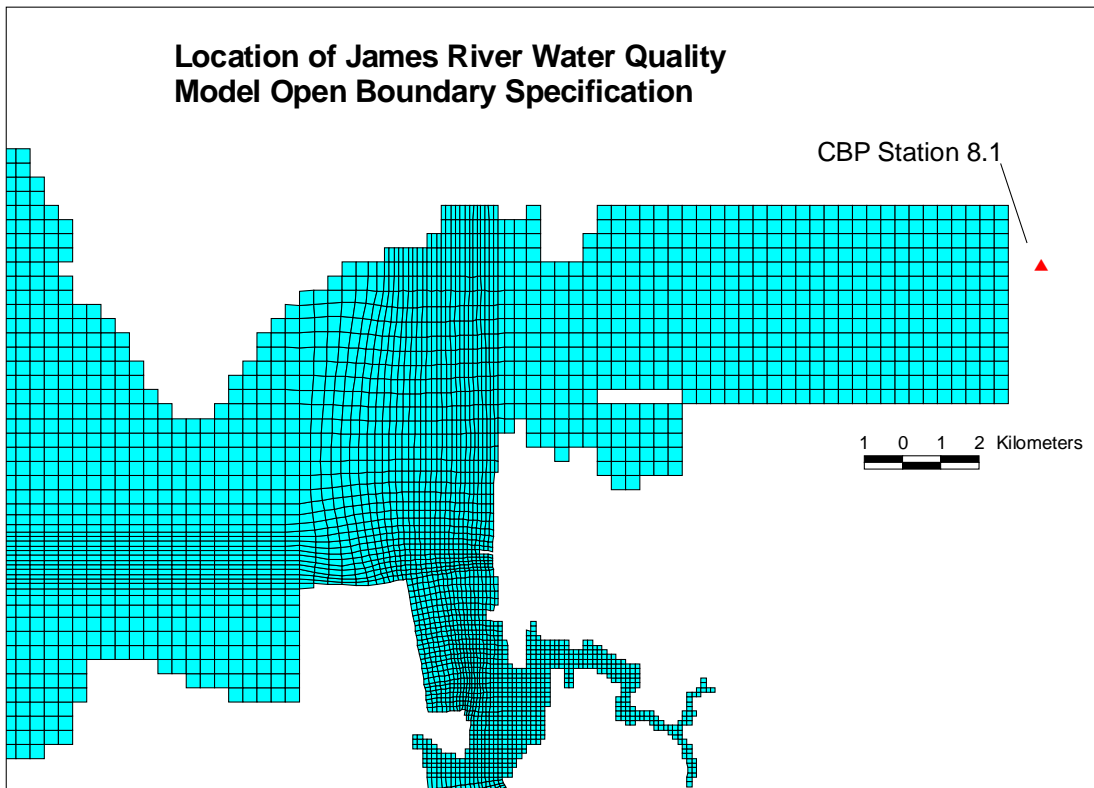 Location of James River Water Quality
Model Open Boundary Specification
CBP Station 8.1
1 0 1 2 Kilometers